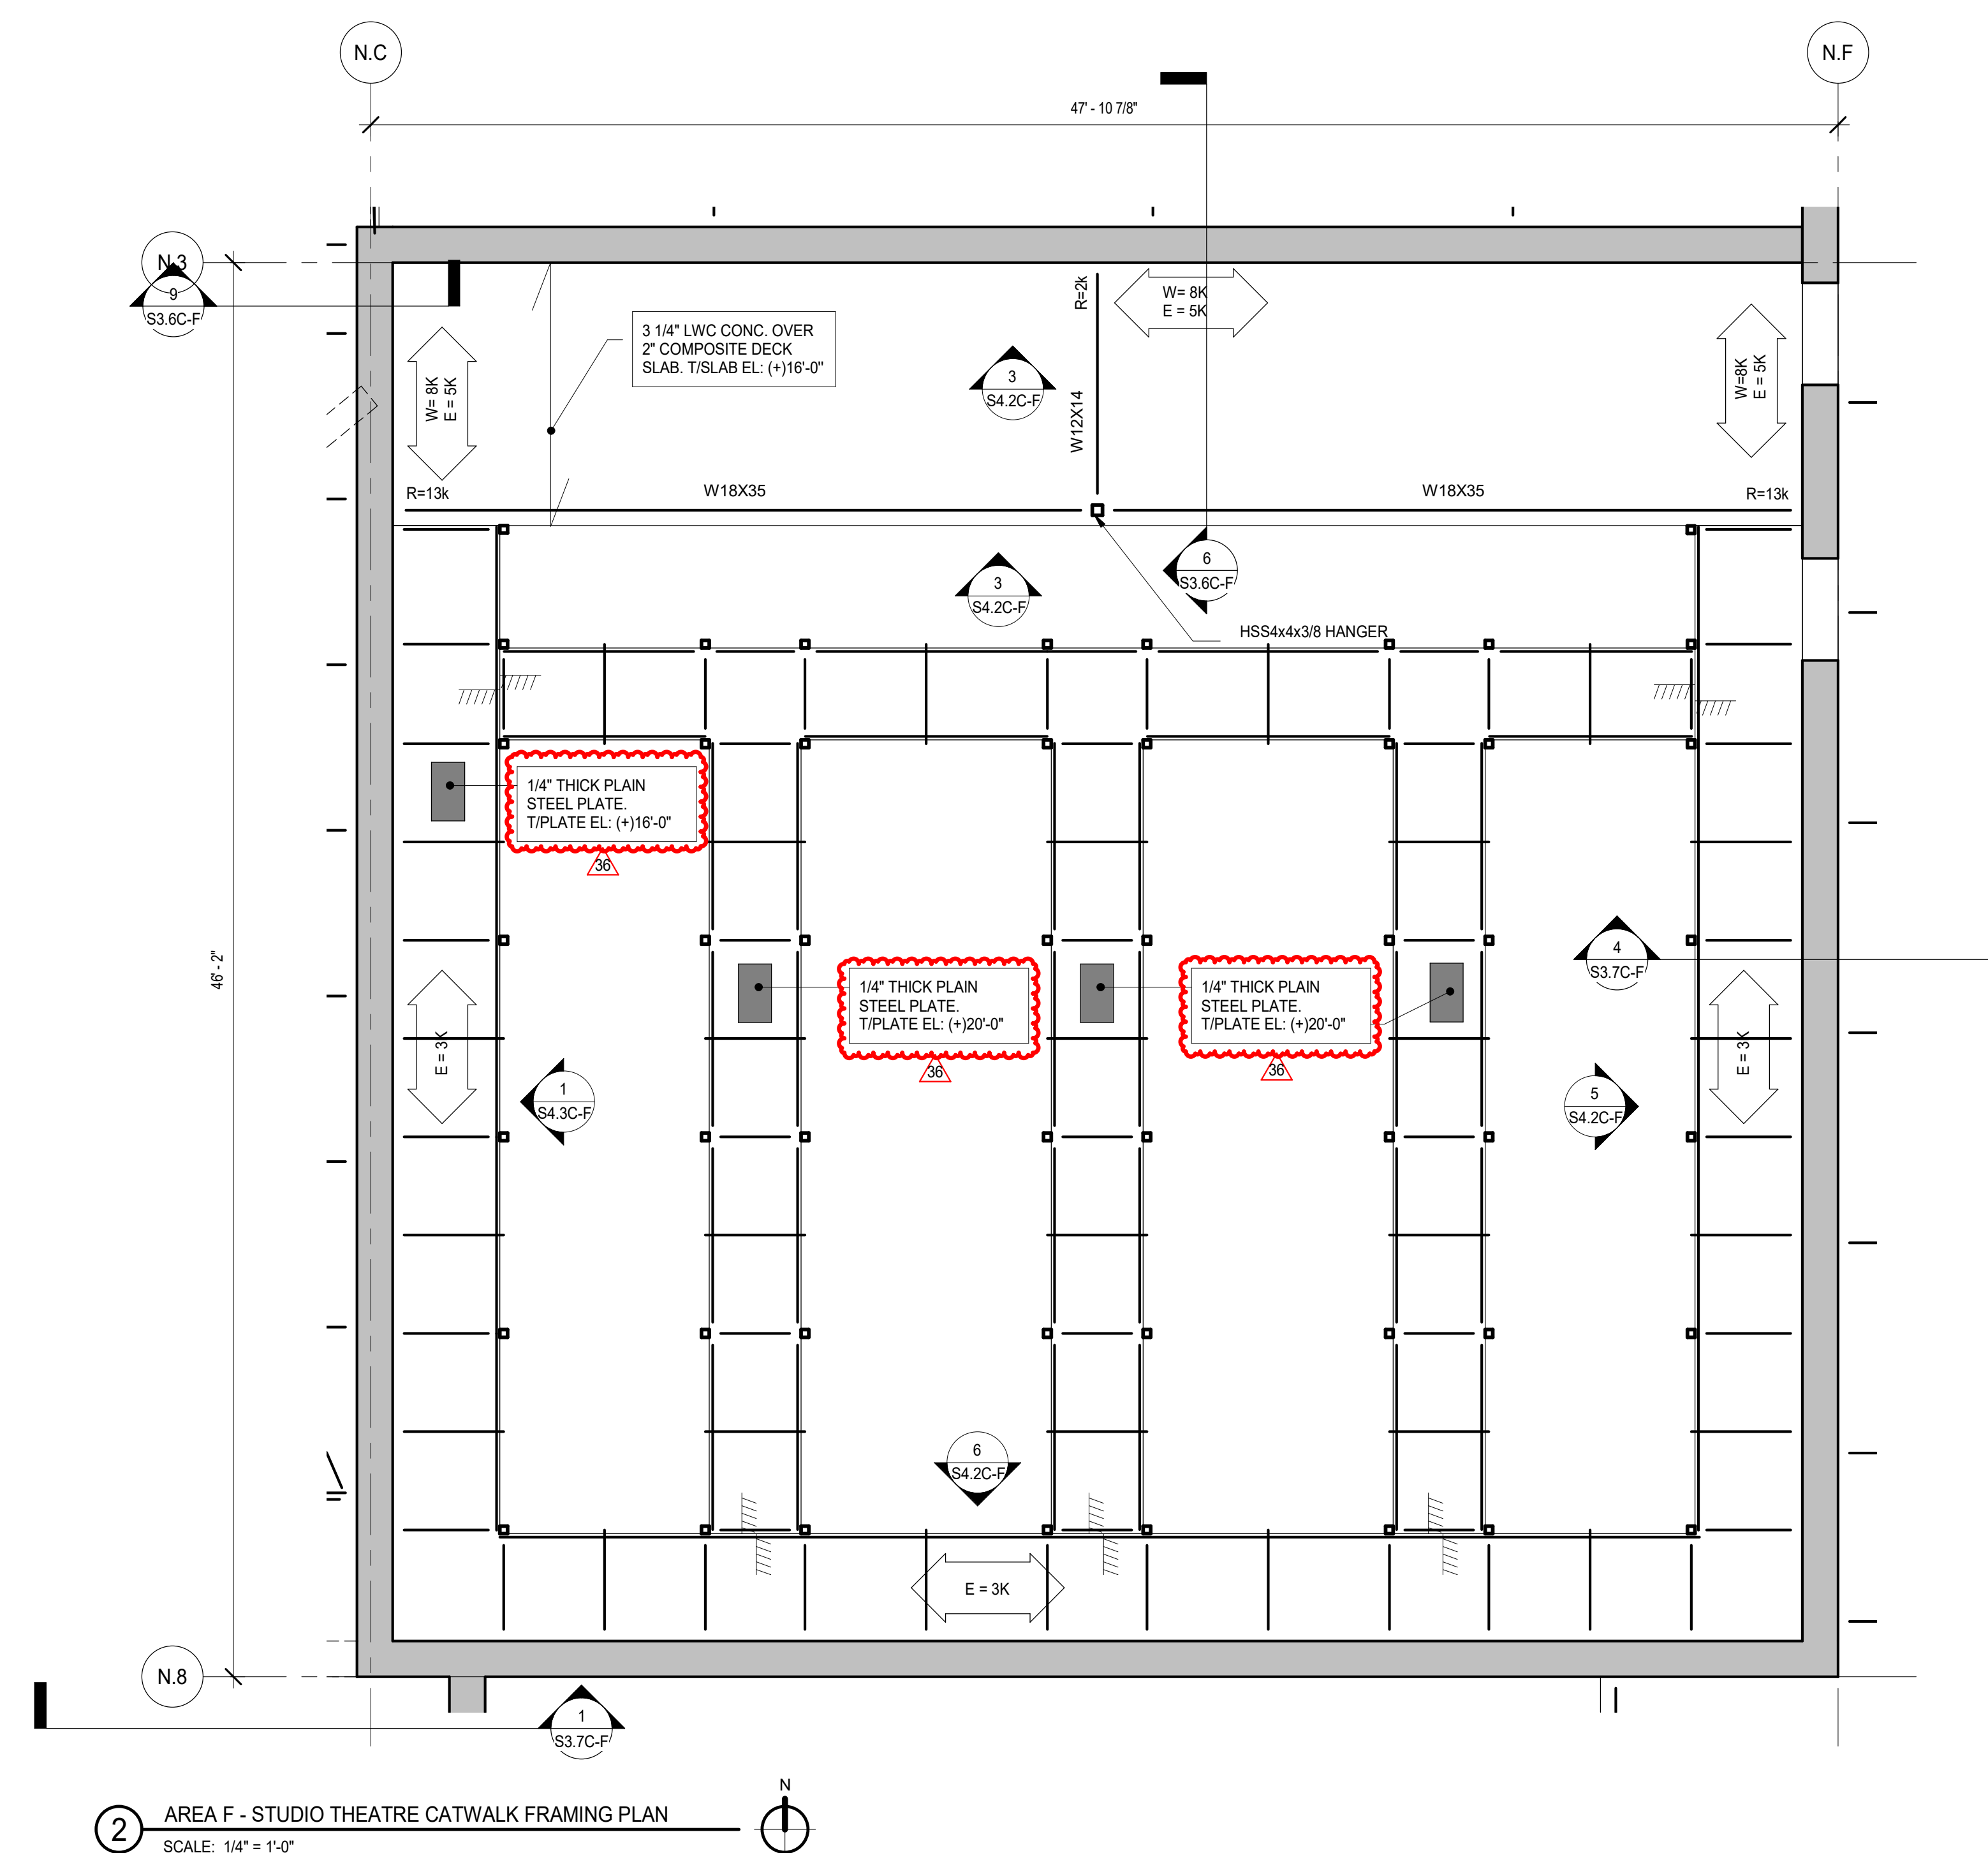 N.C
N.F
47' - 10 7/8"
N.3
9
S3.6C-F
W= 8K
E = 5K
3 1/4" LWC CONC. OVER
2" COMPOSITE DECK
SLAB. T/SLAB EL: (+)16'-0"
R=2k
W= 8K
E = 5K
3
S4.2C-F
W12X14
W=8K
E = 5K
R=13k
W18X35
W18X35
R=13k
6
S3.6C-F
3
S4.2C-F
HSS4x4x3/8 HANGER
1/4" THICK PLAIN
STEEL PLATE.
T/PLATE EL: (+)16'-0"
36
46' - 2"
4
S3.7C-F
1/4" THICK PLAIN
STEEL PLATE.
T/PLATE EL: (+)20'-0"
36
1/4" THICK PLAIN
STEEL PLATE.
T/PLATE EL: (+)20'-0"
36
E = 3K
E = 3K
1
S4.3C-F
5
S4.2C-F
6
S4.2C-F
E = 3K
N.8
1
S3.7C-F
N
2
AREA F - STUDIO THEATRE CATWALK FRAMING PLAN
SCALE: 1/4" = 1'-0"